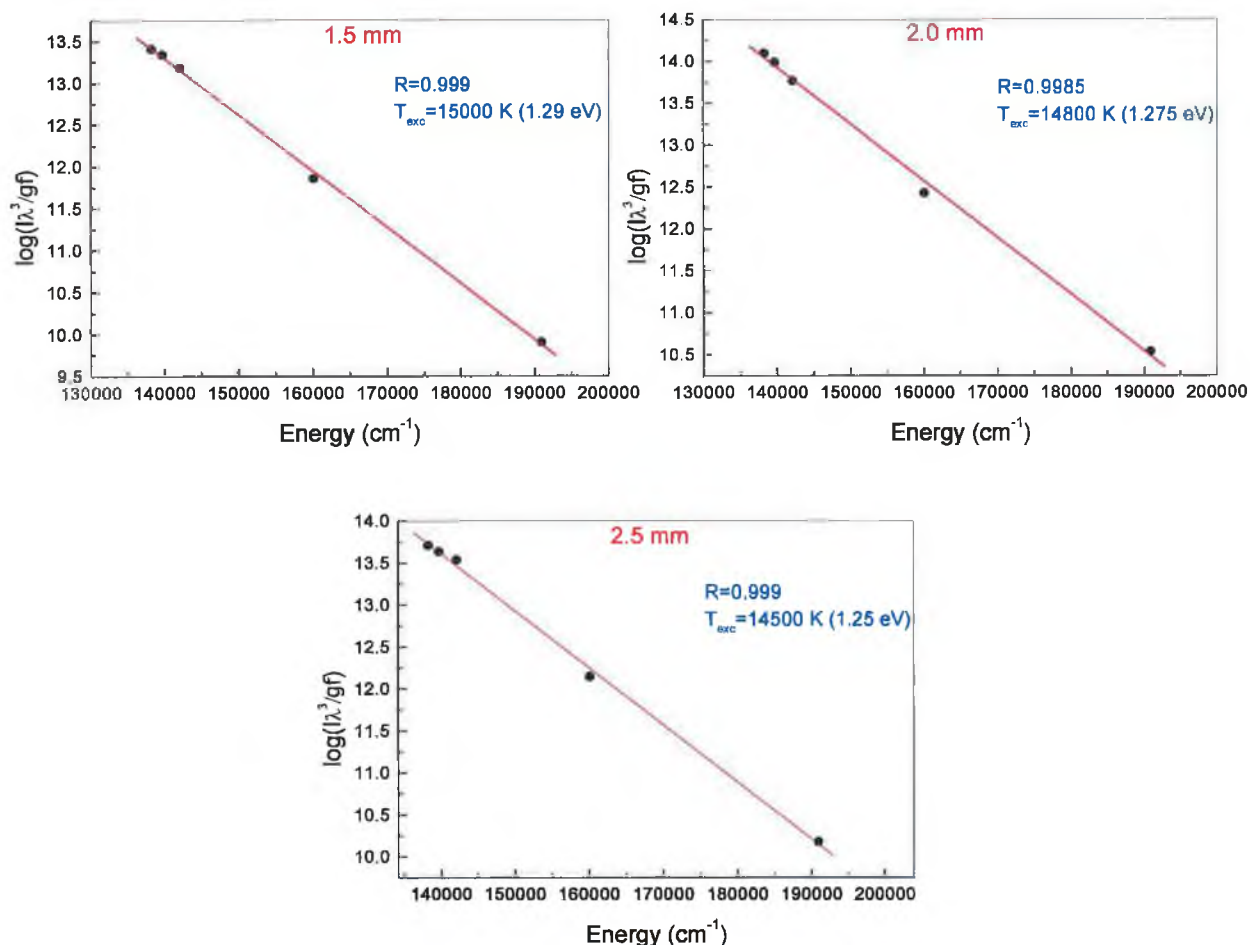 1.5 mm
R=0.999
Texc=15000 K (1.29 eV)
log(Iλ³/gf)
13.5
13.0
12.5
12.0
11.5
11.0
10.5
10.0
9.5
130000 140000 150000 160000 170000 180000 190000 200000
Energy (cm⁻¹)
2.0 mm
R=0.9985
Texc=14800 K (1.275 eV)
log(Iλ³/gf)
14.5
14.0
13.5
13.0
12.5
12.0
11.5
11.0
10.5
130000 140000 150000 160000 170000 180000 190000 200000
Energy (cm⁻¹)
2.5 mm
R=0,999
Texc=14500 K (1.25 eV)
log(Iλ³/gf)
14.0
13.5
13.0
12.5
12.0
11.5
11.0
10.5
10.0
140000 150000 160000 170000 180000 190000 200000
Energy (cm⁻¹)